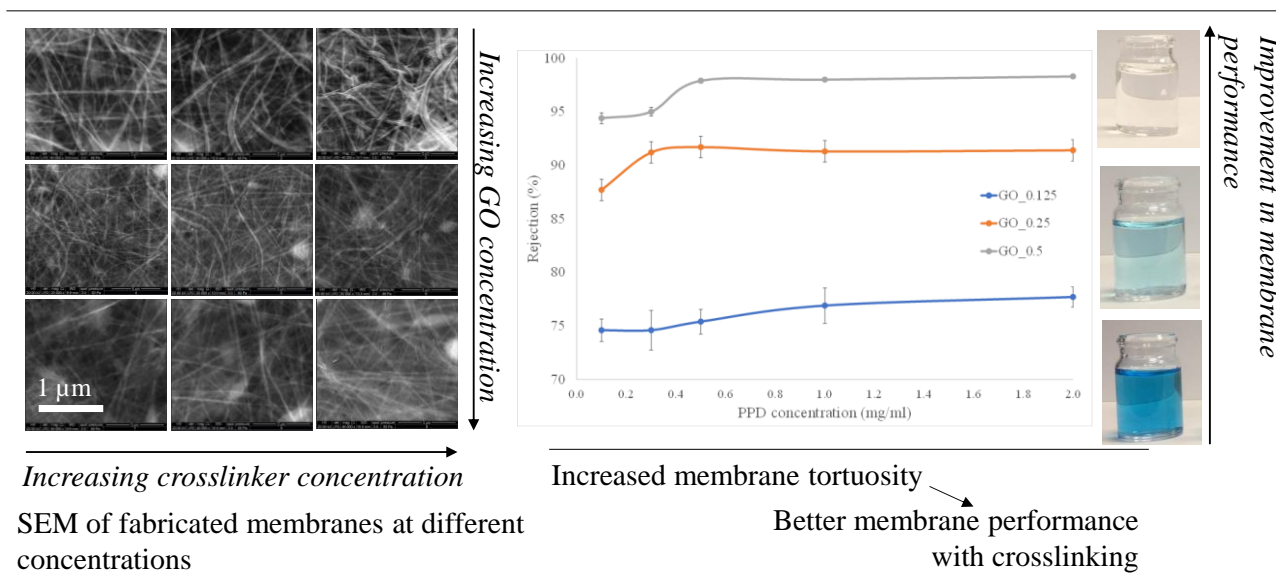 Increasing GO concentration
1 µm
Increasing crosslinker concentration
SEM of fabricated membranes at different
concentrations
100
95
90
85
80
75
70
Rejection (%)
GO_0.125
GO_0.25
GO_0.5
0.0 0.2 0.4 0.6 0.8 1.0 1.2 1.4 1.6 1.8 2.0
PPD concentration (mg/ml)
Improvement in membrane
performance
Increased membrane tortuosity
Better membrane performance
with crosslinking